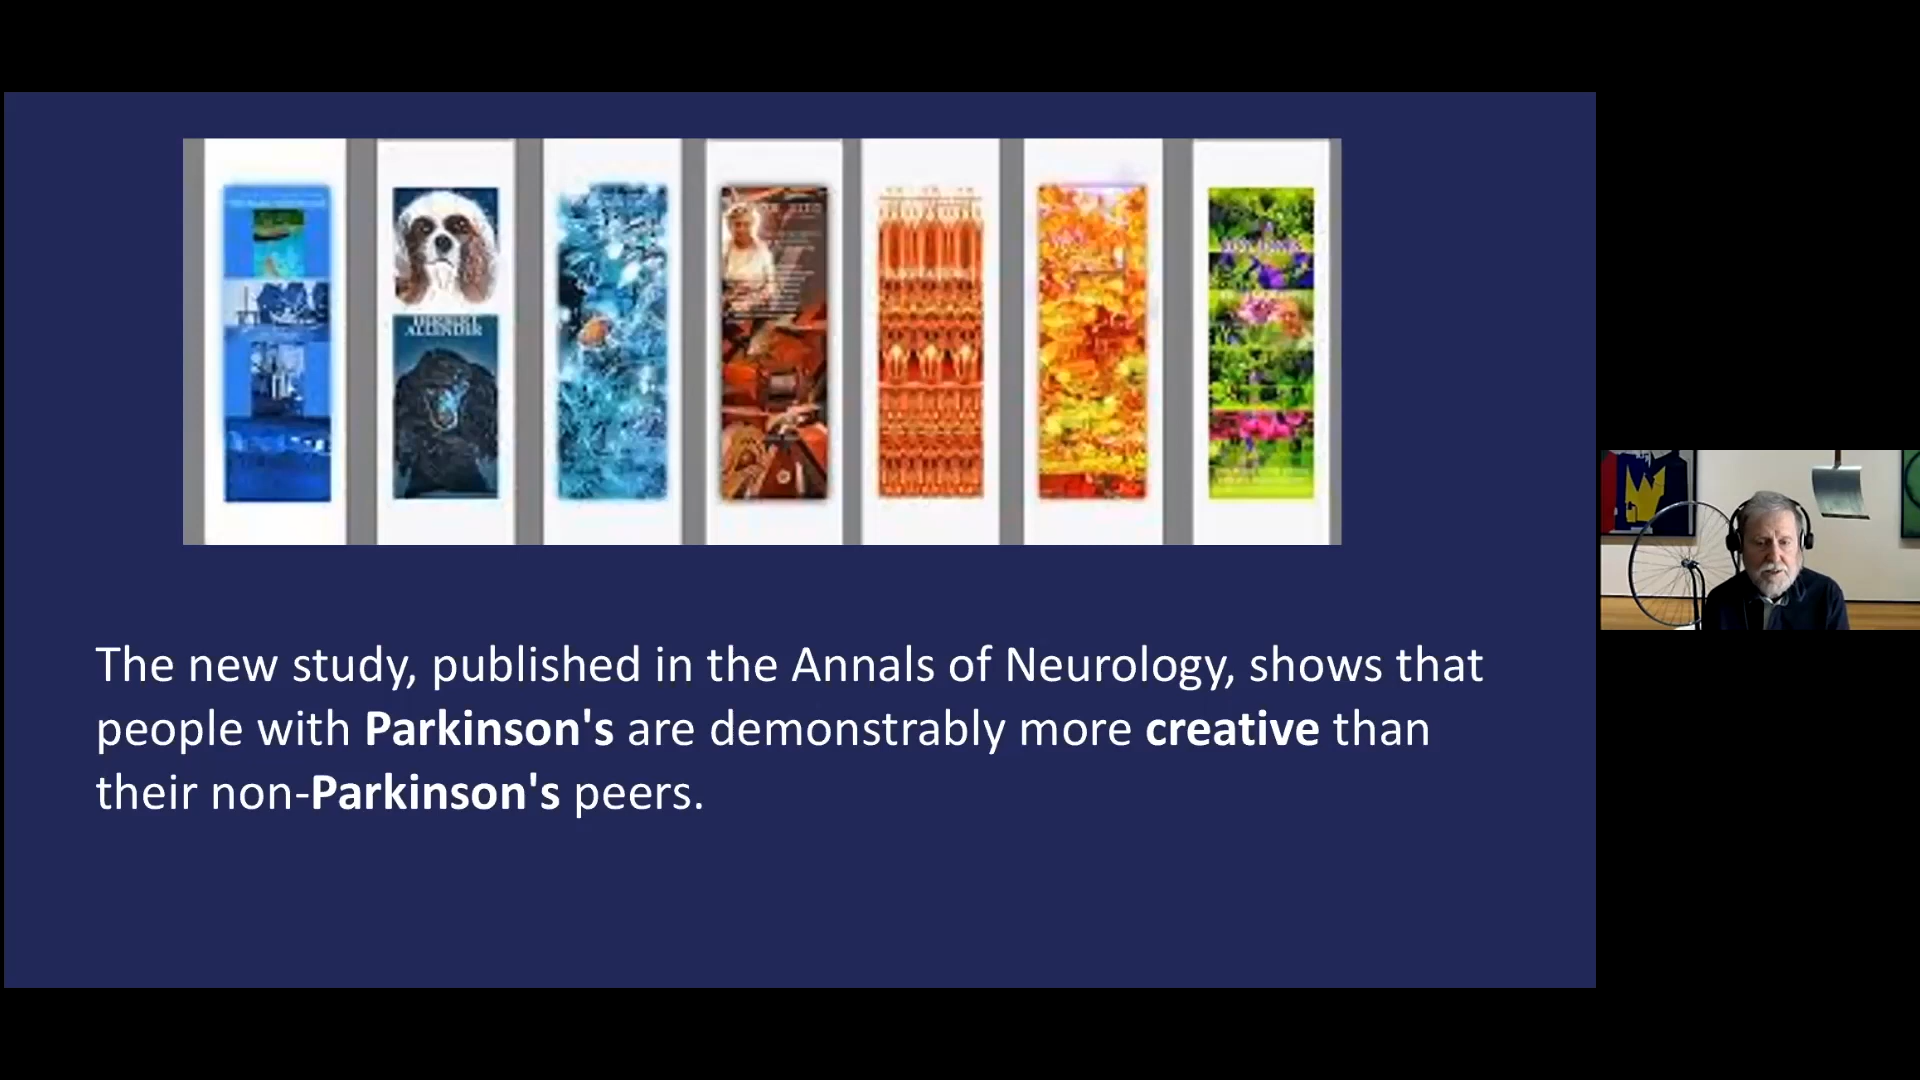 ALLENDER
The new study, published in the Annals of Neurology, shows that
people with Parkinson's are demonstrably more creative than
their non-Parkinson's peers.